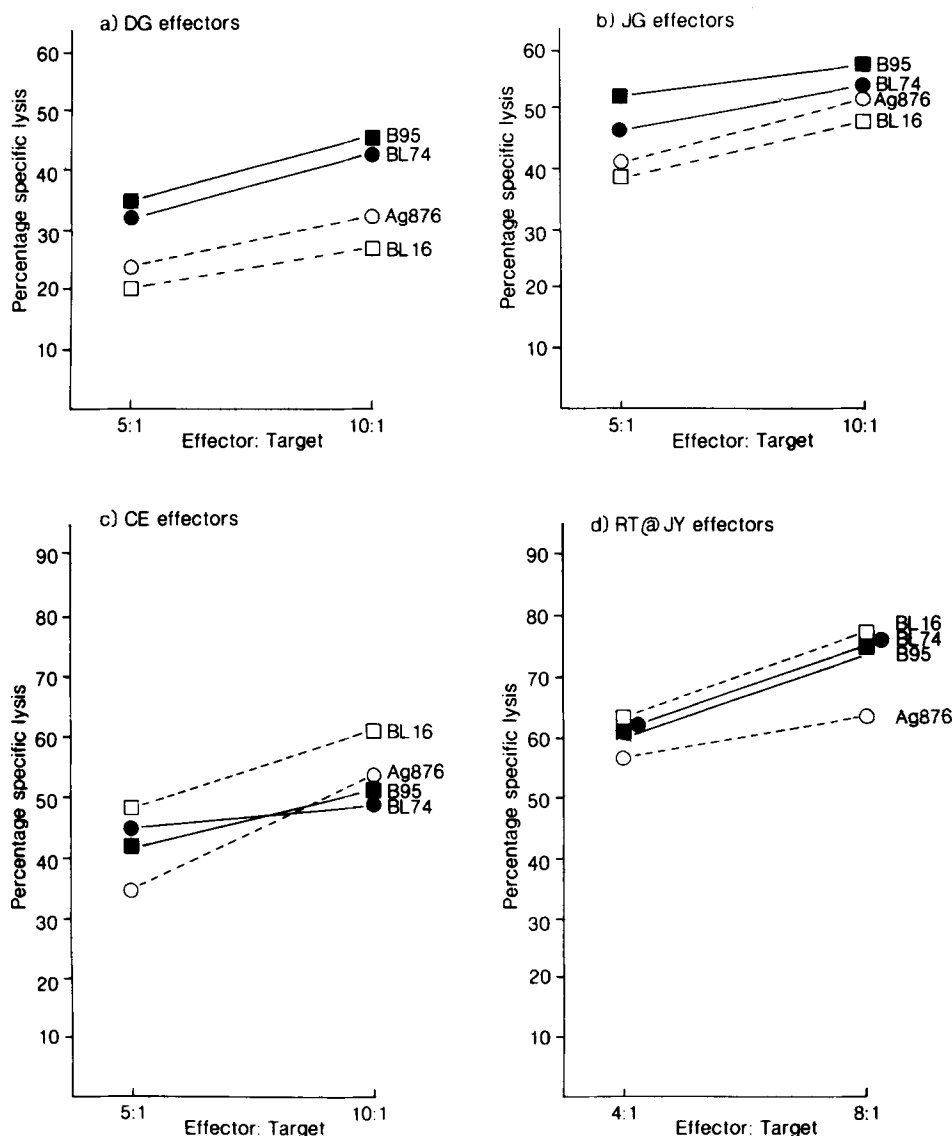 a) DG effectors
Percentage specific lysis
60
50
40
30
20
10
B95
BL74
Ag876
BL16
5:1
10:1
Effector: Target
b) JG effectors
Percentage specific lysis
60
50
40
30
20
10
B95
BL74
Ag876
BL16
5:1
10:1
Effector: Target
c) CE effectors
Percentage specific lysis
90
80
70
60
50
40
30
20
10
BL16
Ag876
B95
BL74
5:1
10:1
Effector: Target
d) RT@JY effectors
Percentage specific lysis
90
80
70
60
50
40
30
20
10
BL16
BL74
B95
Ag876
4:1
8:1
Effector: Target